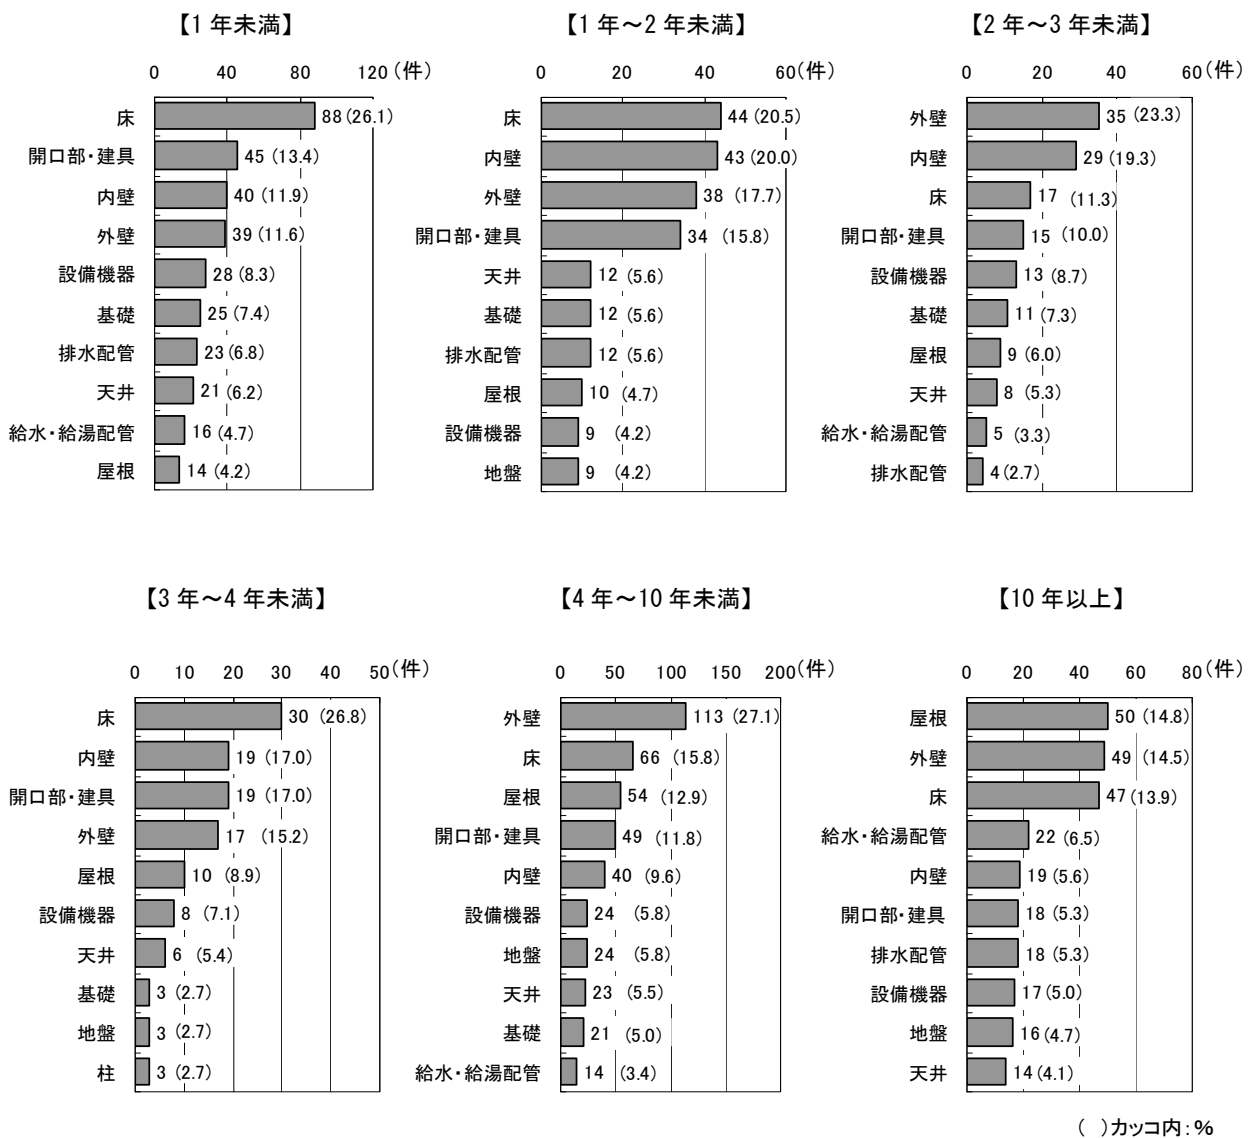 【1 年未満】
0 40 80 120 (件)
床 88 (26.1)
開口部・建具 45 (13.4)
内壁 40 (11.9)
外壁 39 (11.6)
設備機器 28 (8.3)
基礎 25 (7.4)
排水配管 23 (6.8)
天井 21 (6.2)
給水・給湯配管 16 (4.7)
屋根 14 (4.2)
【1 年～2 年未満】
0 20 40 60 (件)
床 44 (20.5)
内壁 43 (20.0)
外壁 38 (17.7)
開口部・建具 34 (15.8)
天井 12 (5.6)
基礎 12 (5.6)
排水配管 12 (5.6)
屋根 10 (4.7)
設備機器 9 (4.2)
地盤 9 (4.2)
【2 年～3 年未満】
0 20 40 60 (件)
外壁 35 (23.3)
内壁 29 (19.3)
床 17 (11.3)
開口部・建具 15 (10.0)
設備機器 13 (8.7)
基礎 11 (7.3)
屋根 9 (6.0)
天井 8 (5.3)
給水・給湯配管 5 (3.3)
排水配管 4 (2.7)
【3 年～4 年未満】
0 10 20 30 40 50 (件)
床 30 (26.8)
内壁 19 (17.0)
開口部・建具 19 (17.0)
外壁 17 (15.2)
屋根 10 (8.9)
設備機器 8 (7.1)
天井 6 (5.4)
基礎 3 (2.7)
地盤 3 (2.7)
柱 3 (2.7)
【4 年～10 年未満】
0 50 100 150 200 (件)
外壁 113 (27.1)
床 66 (15.8)
屋根 54 (12.9)
開口部・建具 49 (11.8)
内壁 40 (9.6)
設備機器 24 (5.8)
地盤 24 (5.8)
天井 23 (5.5)
基礎 21 (5.0)
給水・給湯配管 14 (3.4)
【10 年以上】
0 20 40 60 80 (件)
屋根 50 (14.8)
外壁 49 (14.5)
床 47 (13.9)
給水・給湯配管 22 (6.5)
内壁 19 (5.6)
開口部・建具 18 (5.3)
排水配管 18 (5.3)
設備機器 17 (5.0)
地盤 16 (4.7)
天井 14 (4.1)
( )カッコ内：％